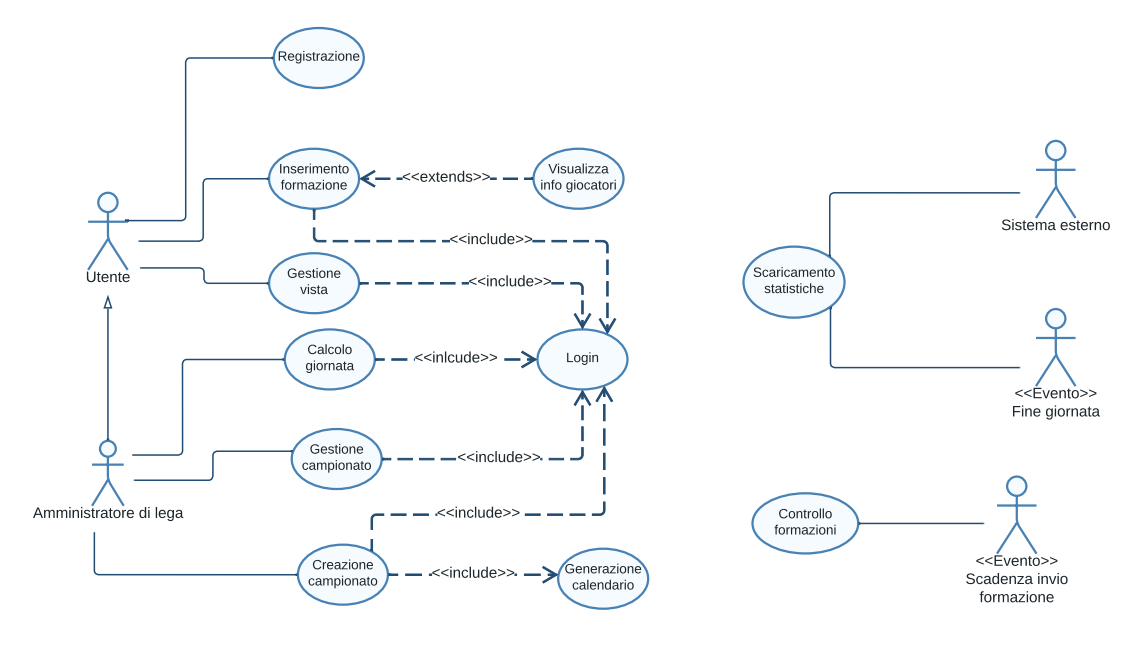 Registrazione
Inserimento
formazione
<<extends>>
Visualizza
info giocatori
<<include>>
Utente
Gestione
vista
<<include>>
Calcolo
giornata
<<inlcude>>
Login
Gestione
campionato
<<include>>
Amministratore di lega
<<include>>
Creazione
campionato
<<include>>
Generazione
calendario
Sistema esterno
Scaricamento
statistiche
<<Evento>>
Fine giornata
Controllo
formazioni
<<Evento>>
Scadenza invio
formazione